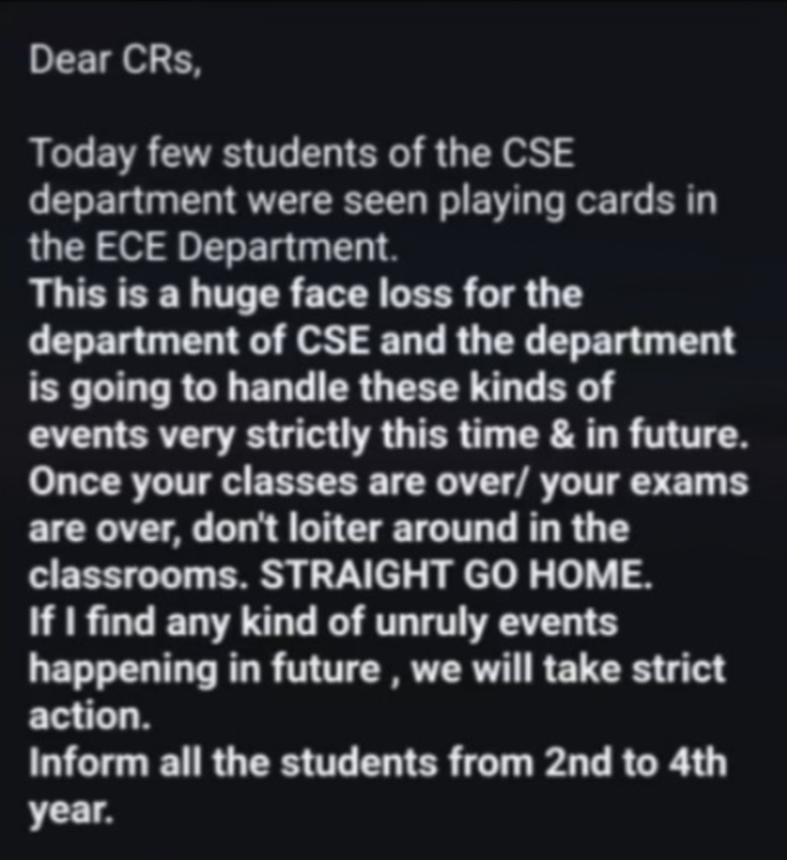 Dear CRs,
Today few students of the CSE
department were seen playing cards in
the ECE Department.
This is a huge face loss for the
department of CSE and the department
is going to handle these kinds of
events very strictly this time & in future.
Once your classes are over/ your exams
are over, don't loiter around in the
classrooms. STRAIGHT GO HOME.
If I find any kind of unruly events
happening in future , we will take strict
action.
Inform all the students from 2nd to 4th
year.